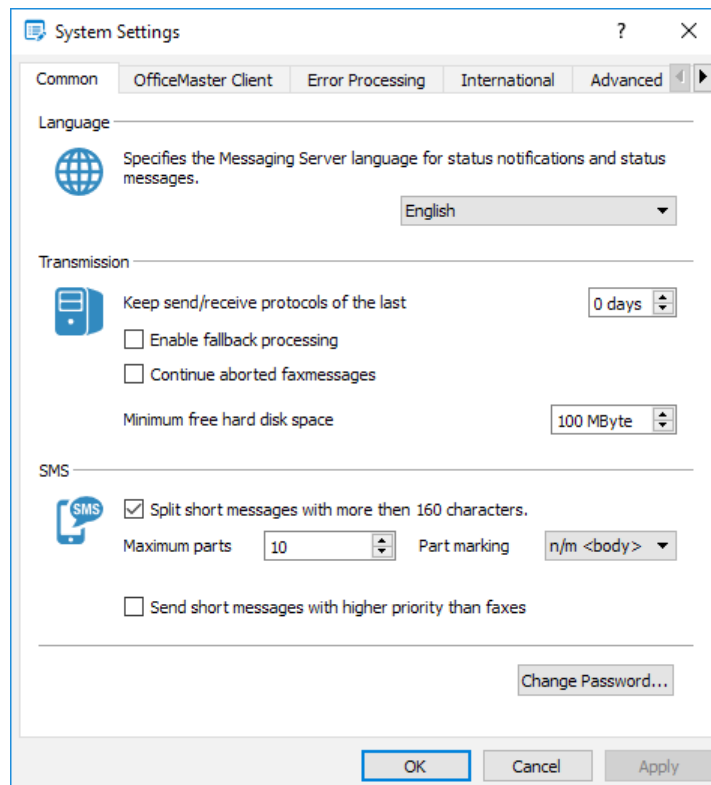 System Settings
?
Common OfficeMaster Client Error Processing International Advanced
Language
Specifies the Messaging Server language for status notifications and status
messages.
English
Transmission
Keep send/receive protocols of the last 0 days
Enable fallback processing
Continue aborted faxmessages
Minimum free hard disk space 100 MByte
SMS
SMS
Split short messages with more then 160 characters.
Maximum parts 10 Part marking n/m <body>
Send short messages with higher priority than faxes
Change Password...
OK Cancel Apply